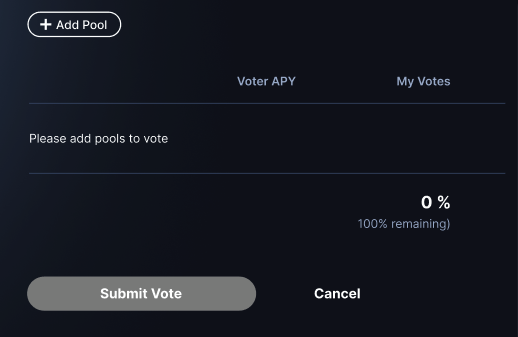 + Add Pool
Voter APY My Votes
Please add pools to vote
0 %
100% remaining)
Submit Vote Cancel